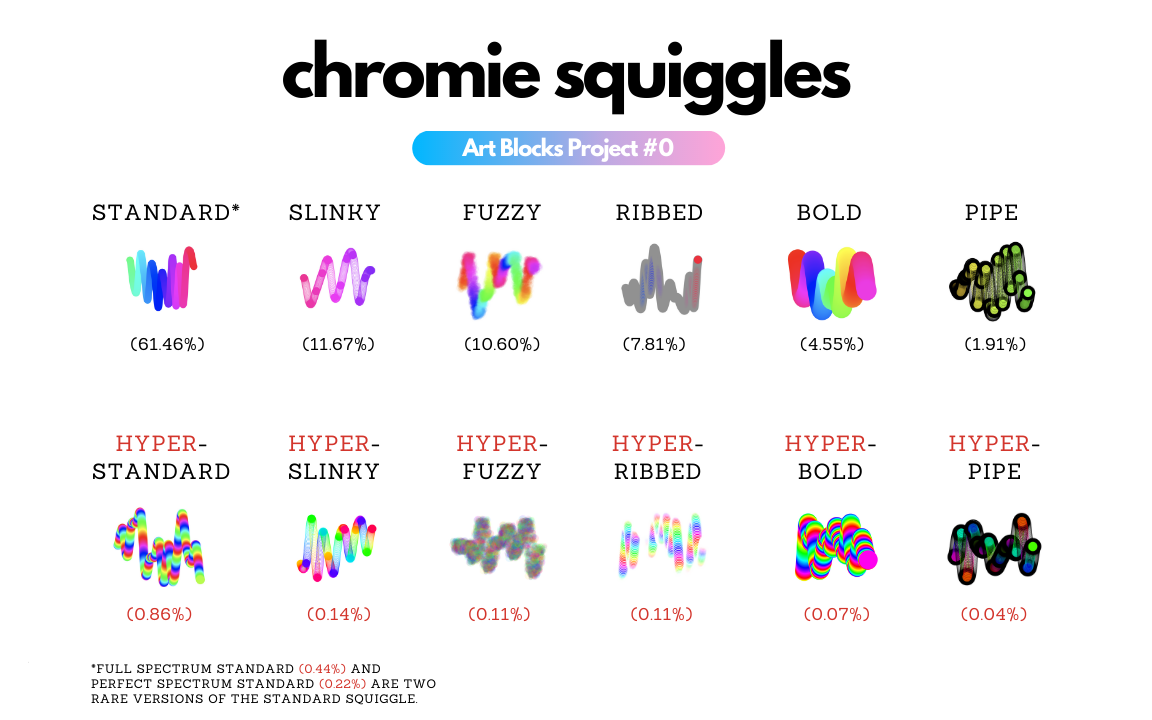 chromie squiggles
Art Blocks Project #0
STANDARD* SLINKY FUZZY RIBBED BOLD PIPE
(61.46%) (11.67%) (10.60%) (7.81%) (4.55%) (1.91%)
HYPER- HYPER- HYPER- HYPER- HYPER- HYPER-
STANDARD SLINKY FUZZY RIBBED BOLD PIPE
(0.86%) (0.14%) (0.11%) (0.11%) (0.07%) (0.04%)
*FULL SPECTRUM STANDARD (0.44%) AND
PERFECT SPECTRUM STANDARD (0.22%) ARE TWO
RARE VERSIONS OF THE STANDARD SQUIGGLE.